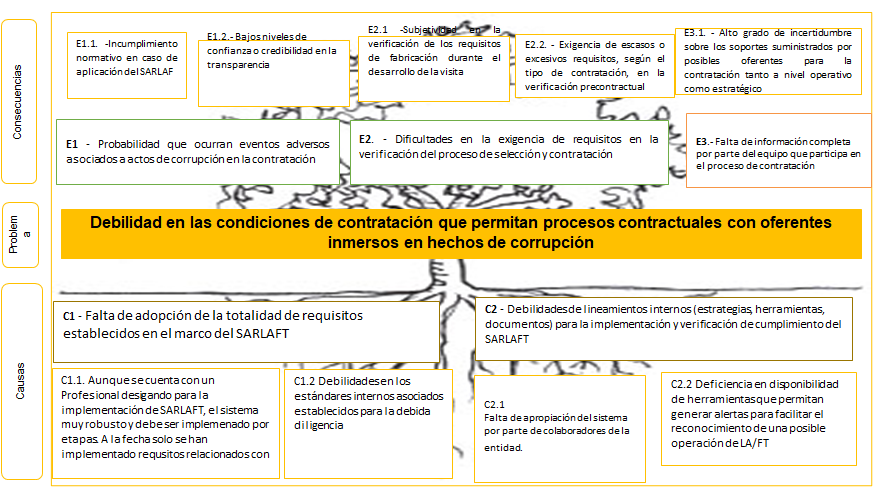 Consecuencias
E1.1. -Incumplimiento
normativo en caso de
aplicación del SARLAF
E1.2.- Bajos niveles de
confianza o credibilidad en la
transparencia
E2.1 -Subjetividad en la
verificación de los requisitos
de fabricación durante el
desarrollo de la visita
E2.2. - Exigencia de escasos o
excesivos requisitos, según el
tipo de contratación, en la
verificación precontractual
E3.1. - Alto grado de incertidumbre
sobre los soportes suministrados por
posibles oferentes para la
contratación tanto a nivel operativo
como estratégico
E1 - Probabilidad que ocurran eventos adversos
asociados a actos de corrupción en la contratación
E2. - Dificultades en la exigencia de requisitos en la
verificación del proceso de selección y contratación
E3.- Falta de información completa
por parte del equipo que participa en
el proceso de contratación
Problem
a
Debilidad en las condiciones de contratación que permitan procesos contractuales con oferentes
inmersos en hechos de corrupción
Causas
C1 - Falta de adopción de la totalidad de requisitos
establecidos en el marco del SARLAFT
C2 - Debilidades de lineamientos internos (estrategias, herramientas,
documentos) para la implementación y verificación de cumplimiento del
SARLAFT
C1.1. Aunque se cuenta con un
Profesional desigando para la
implementación de SARLAFT, el sistema
muy robusto y debe ser implemenado por
etapas. A la fecha solo se han
implementado requsitos relacionados con
C1.2 Debilidades en los
estándares internos asociados
establecidos para la debida
diligencia
C2.1
Falta de apropiación del sistema
por parte de colaboradores de la
entidad.
C2.2 Deficiencia en disponibilidad
de herramientas que permitan
generar alertas para facilitar el
reconocimiento de una posible
operación de LA/FT